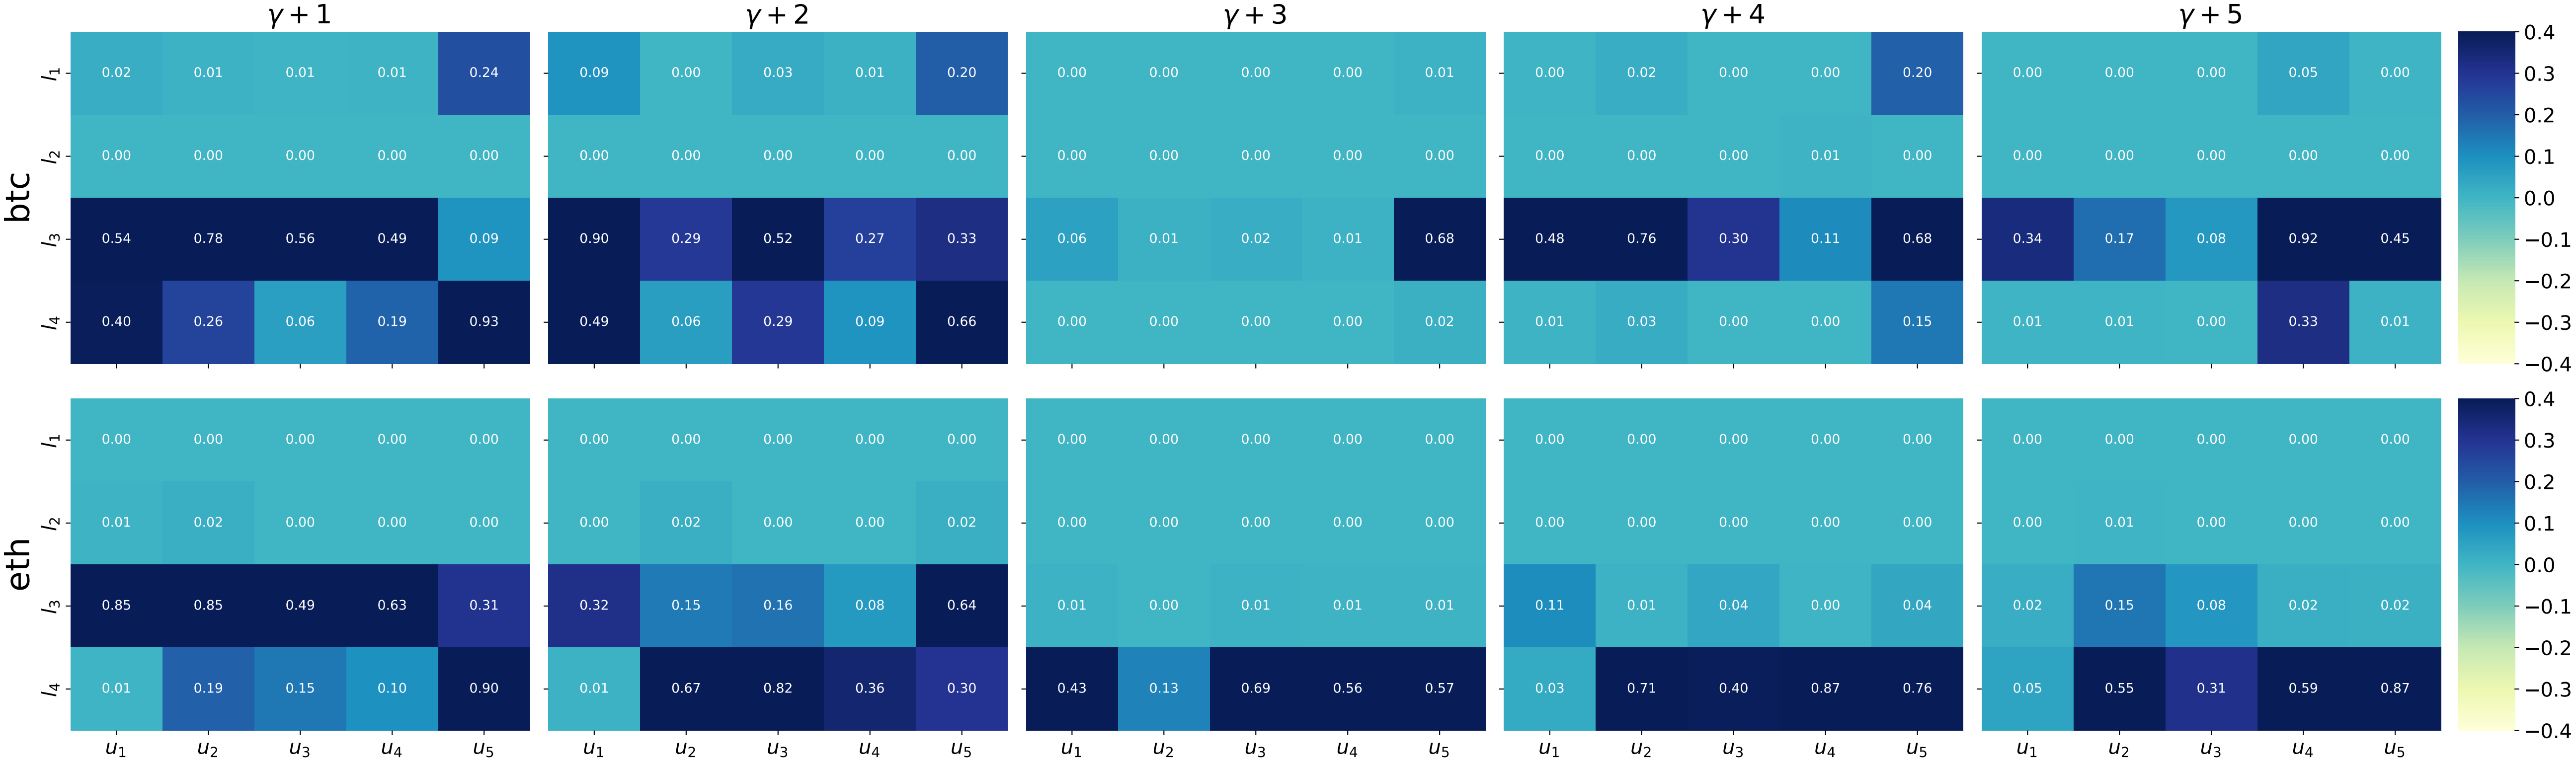 γ + 1 γ + 2 γ + 3 γ + 4 γ + 5
btc
l₁ 0.02 0.01 0.01 0.01 0.24 0.09 0.00 0.03 0.01 0.20 0.00 0.00 0.00 0.00 0.01 0.00 0.02 0.00 0.00 0.20 0.00 0.00 0.00 0.05 0.00
l₂ 0.00 0.00 0.00 0.00 0.00 0.00 0.00 0.00 0.00 0.00 0.00 0.00 0.00 0.00 0.00 0.00 0.00 0.00 0.01 0.00 0.00 0.00 0.00 0.00 0.00
l₃ 0.54 0.78 0.56 0.49 0.09 0.90 0.29 0.52 0.27 0.33 0.06 0.01 0.02 0.01 0.68 0.48 0.76 0.30 0.11 0.68 0.34 0.17 0.08 0.92 0.45
l₄ 0.40 0.26 0.06 0.19 0.93 0.49 0.06 0.29 0.09 0.66 0.00 0.00 0.00 0.00 0.02 0.01 0.03 0.00 0.00 0.15 0.01 0.01 0.00 0.33 0.01
0.4
0.3
0.2
0.1
0.0
−0.1
−0.2
−0.3
−0.4
eth
l₁ 0.00 0.00 0.00 0.00 0.00 0.00 0.00 0.00 0.00 0.00 0.00 0.00 0.00 0.00 0.00 0.00 0.00 0.00 0.00 0.00 0.00 0.00 0.00 0.00 0.00
l₂ 0.01 0.02 0.00 0.00 0.00 0.00 0.02 0.00 0.00 0.02 0.00 0.00 0.00 0.00 0.00 0.00 0.00 0.00 0.00 0.00 0.00 0.01 0.00 0.00 0.00
l₃ 0.85 0.85 0.49 0.63 0.31 0.32 0.15 0.16 0.08 0.64 0.01 0.00 0.01 0.01 0.01 0.11 0.01 0.04 0.00 0.04 0.02 0.15 0.08 0.02 0.02
l₄ 0.01 0.19 0.15 0.10 0.90 0.01 0.67 0.82 0.36 0.30 0.43 0.13 0.69 0.56 0.57 0.03 0.71 0.40 0.87 0.76 0.05 0.55 0.31 0.59 0.87
0.4
0.3
0.2
0.1
0.0
−0.1
−0.2
−0.3
−0.4
u₁ u₂ u₃ u₄ u₅ u₁ u₂ u₃ u₄ u₅ u₁ u₂ u₃ u₄ u₅ u₁ u₂ u₃ u₄ u₅ u₁ u₂ u₃ u₄ u₅